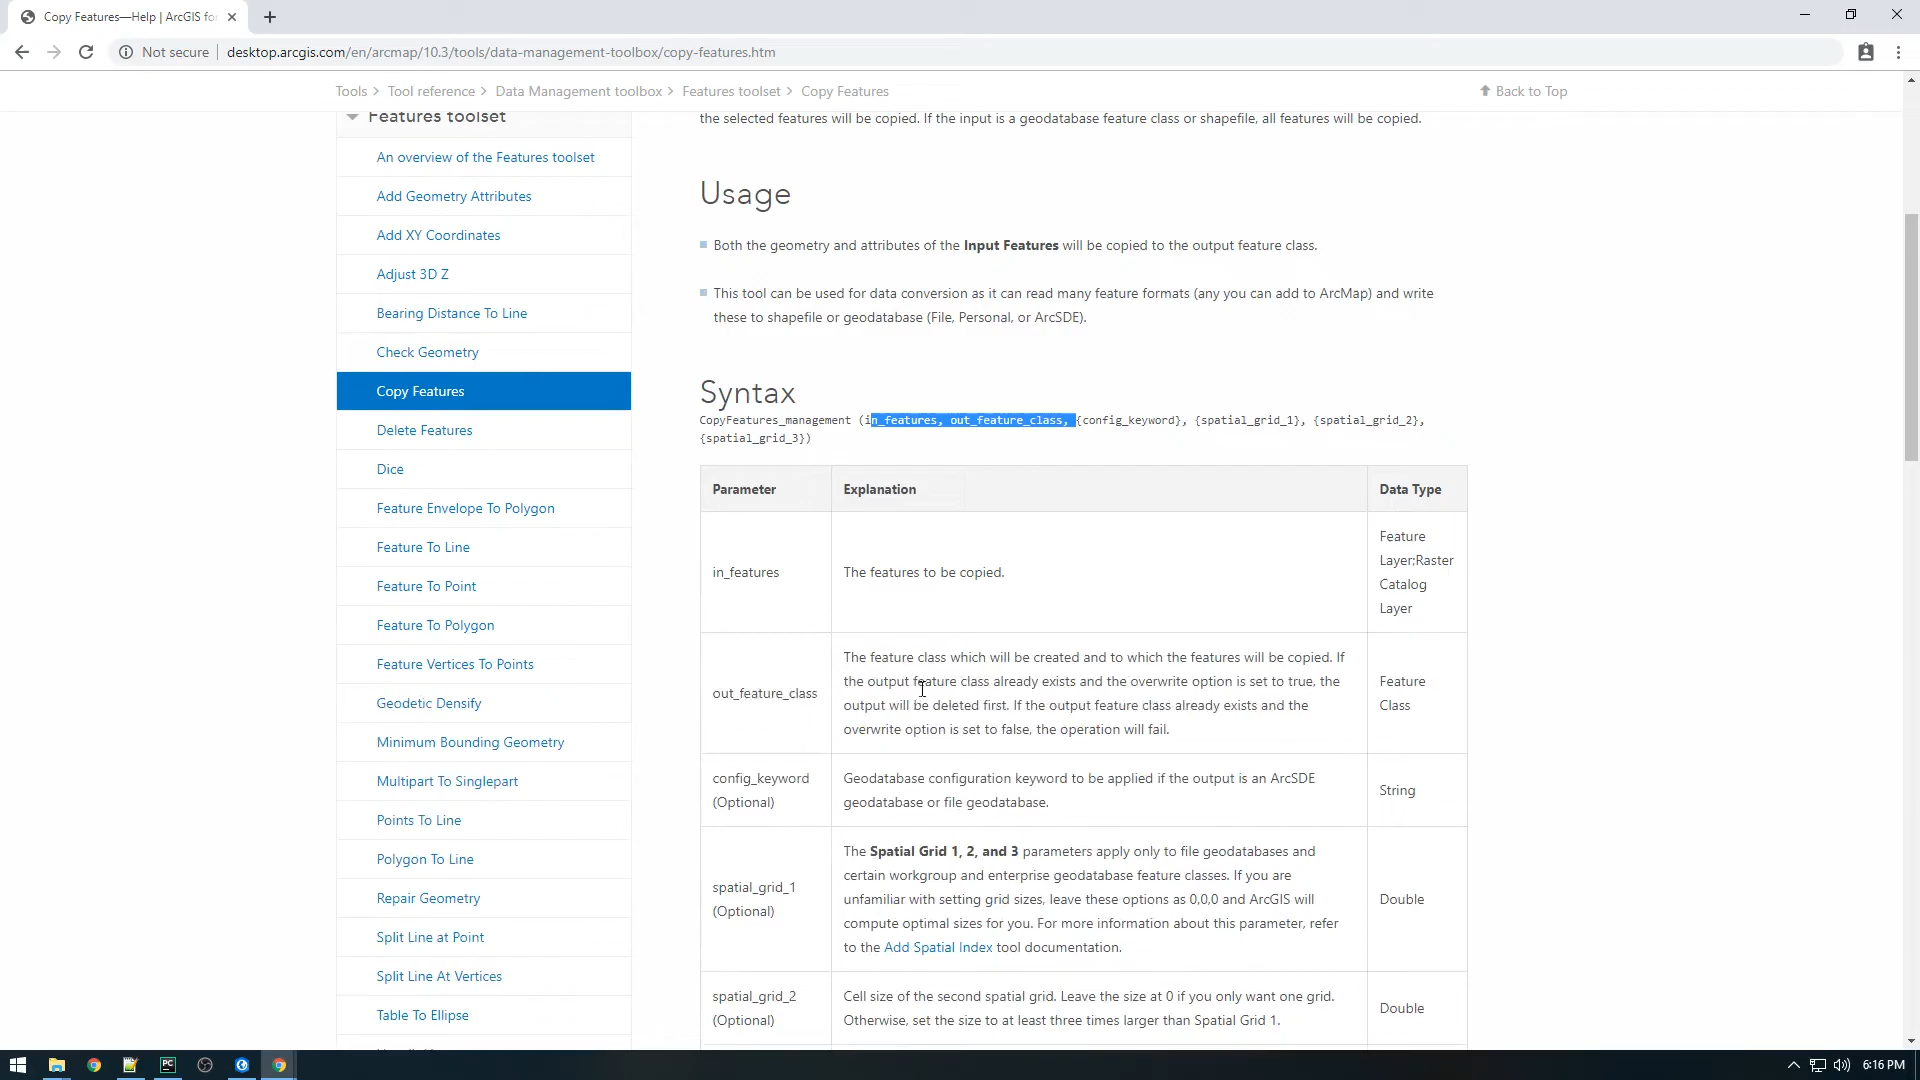 Copy Features—Help | ArcGIS for
Not secure
desktop.arcgis.com/en/arcmap/10.3/tools/data-management-toolbox/copy-features.htm
Tools > Tool reference > Data Management toolbox > Features toolset > Copy Features
Back to Top
Features toolset
An overview of the Features toolset
Add Geometry Attributes
Add XY Coordinates
Adjust 3D Z
Bearing Distance To Line
Check Geometry
Copy Features
Delete Features
Dice
Feature Envelope To Polygon
Feature To Line
Feature To Point
Feature To Polygon
Feature Vertices To Points
Geodetic Densify
Minimum Bounding Geometry
Multipart To Singlepart
Points To Line
Polygon To Line
Repair Geometry
Split Line at Point
Split Line At Vertices
Table To Ellipse
the selected features will be copied. If the input is a geodatabase feature class or shapefile, all features will be copied.
Usage
Both the geometry and attributes of the Input Features will be copied to the output feature class.
This tool can be used for data conversion as it can read many feature formats (any you can add to ArcMap) and write
these to shapefile or geodatabase (File, Personal, or ArcSDE).
Syntax
CopyFeatures_management (in_features, out_feature_class, {config_keyword}, {spatial_grid_1}, {spatial_grid_2},
{spatial_grid_3})
Parameter
Explanation
Data Type
in_features
The features to be copied.
Feature
Layer;Raster
Catalog
Layer
out_feature_class
The feature class which will be created and to which the features will be copied. If
the output feature class already exists and the overwrite option is set to true, the
output will be deleted first. If the output feature class already exists and the
overwrite option is set to false, the operation will fail.
Feature
Class
config_keyword
(Optional)
Geodatabase configuration keyword to be applied if the output is an ArcSDE
geodatabase or file geodatabase.
String
spatial_grid_1
(Optional)
The Spatial Grid 1, 2, and 3 parameters apply only to file geodatabases and
certain workgroup and enterprise geodatabase feature classes. If you are
unfamiliar with setting grid sizes, leave these options as 0,0,0 and ArcGIS will
compute optimal sizes for you. For more information about this parameter, refer
to the Add Spatial Index tool documentation.
Double
spatial_grid_2
(Optional)
Cell size of the second spatial grid. Leave the size at 0 if you only want one grid.
Otherwise, set the size to at least three times larger than Spatial Grid 1.
Double
PC
6:16 PM